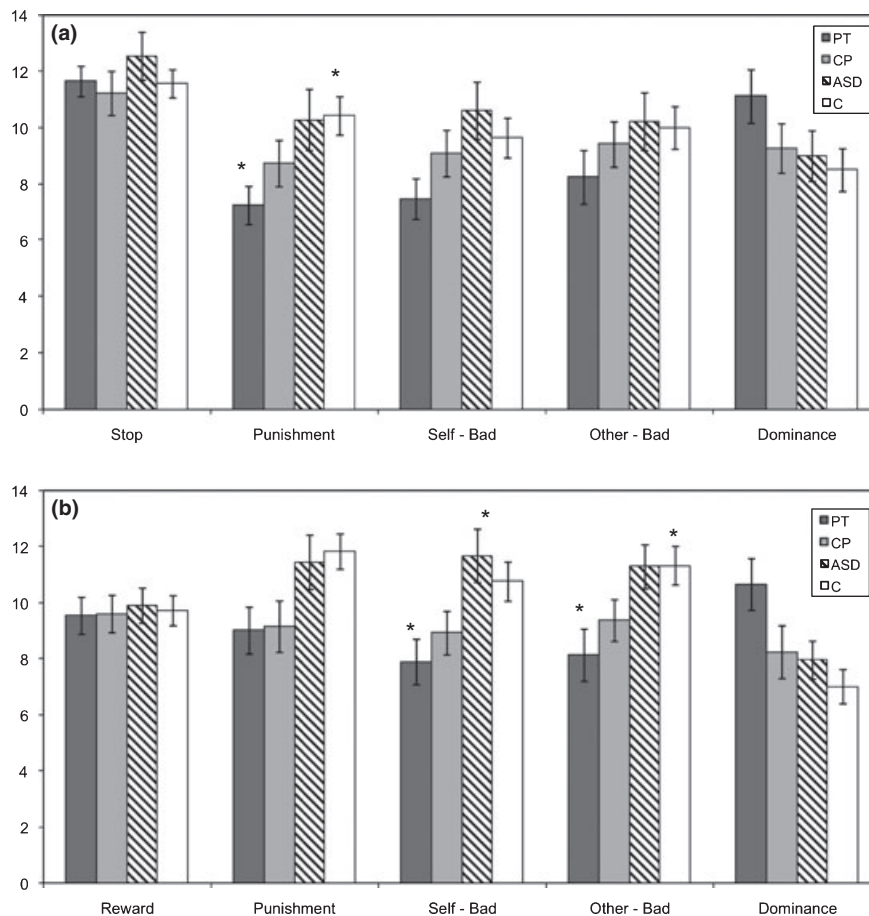 (a)
14
12
10
8
6
4
2
0
PT
CP
ASD
C
*
*
Stop Punishment Self - Bad Other - Bad Dominance
(b)
14
12
10
8
6
4
2
0
PT
CP
ASD
C
*
*
*
*
Reward Punishment Self - Bad Other - Bad Dominance